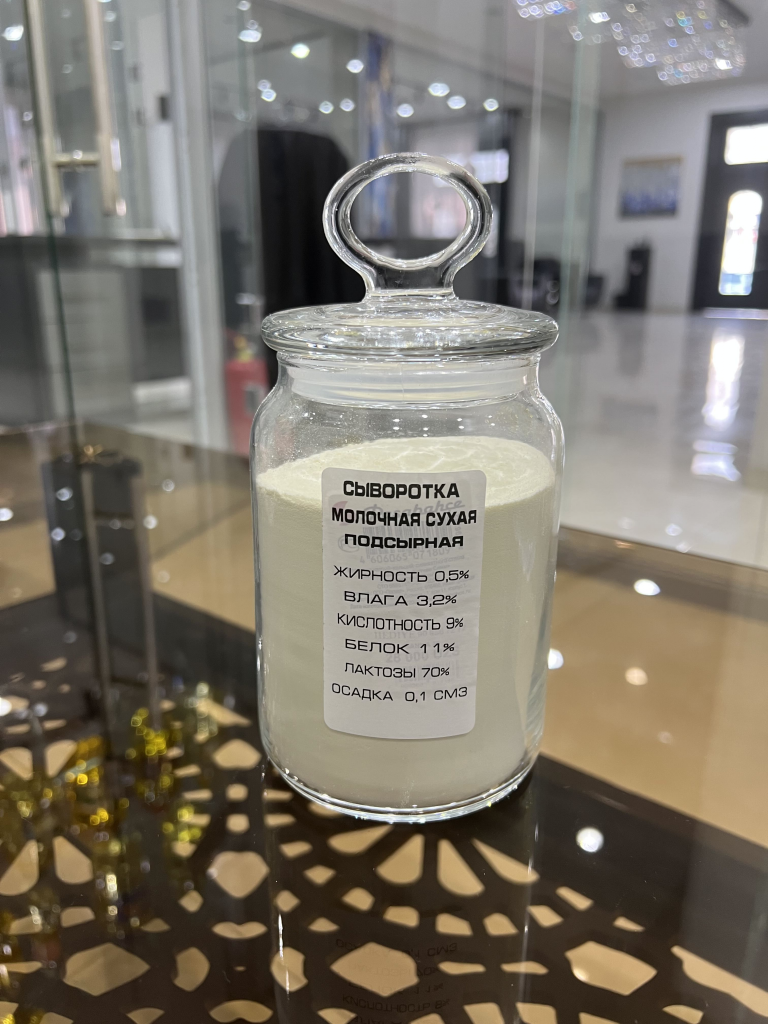 СЫВОРОТКА
МОЛОЧНАЯ СУХАЯ
ПОДСЫРНАЯ
ЖИРНОСТЬ 0,5%
ВЛАГА 3,2%
КИСЛОТНОСТЬ 9%
БЕЛОК 11%
ЛАКТОЗЫ 70%
ОСАДКА 0,1 СМ3